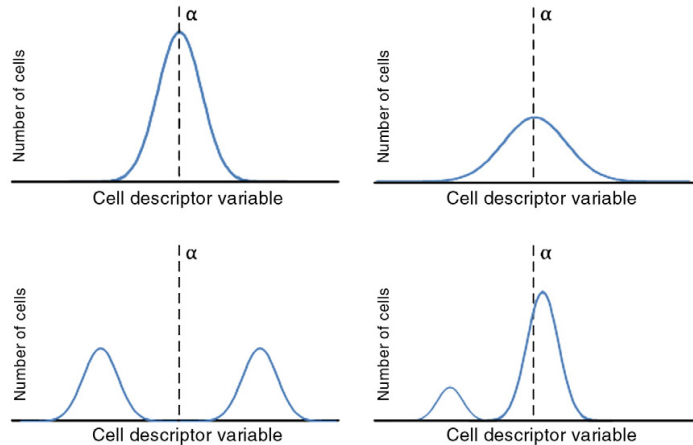 α
Number of cells
Cell descriptor variable
α
Number of cells
Cell descriptor variable
α
Number of cells
Cell descriptor variable
α
Number of cells
Cell descriptor variable